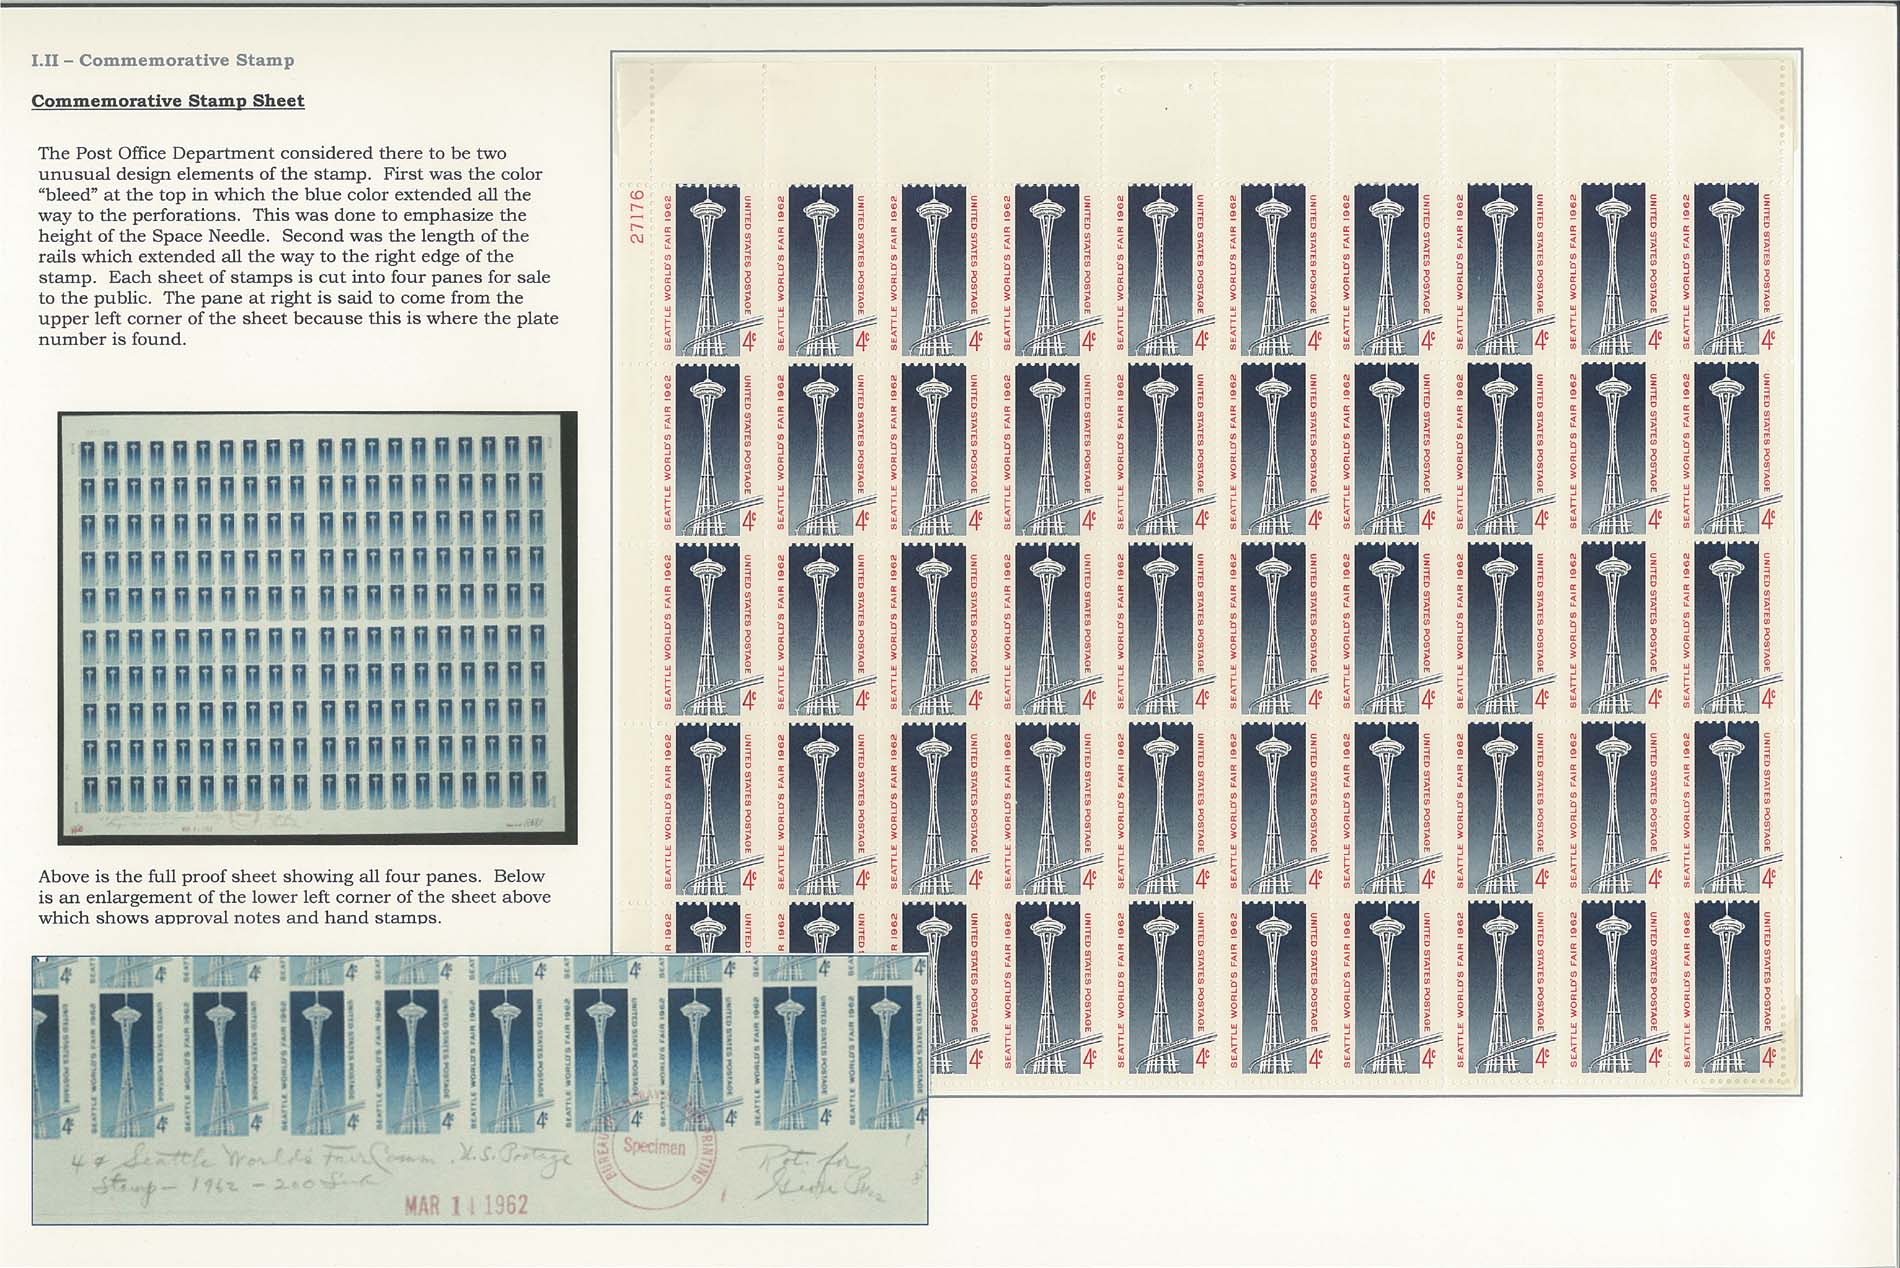 I.II – Commemorative Stamp
Commemorative Stamp Sheet
The Post Office Department considered there to be two
unusual design elements of the stamp.  First was the color
“bleed” at the top in which the blue color extended all the
way to the perforations.  This was done to emphasize the
height of the Space Needle.  Second was the length of the
rails which extended all the way to the right edge of the
stamp.  Each sheet of stamps is cut into four panes for sale
to the public.  The pane at right is said to come from the
upper left corner of the sheet because this is where the plate
number is found.
Above is the full proof sheet showing all four panes.  Below
is an enlargement of the lower left corner of the sheet above
which shows approval notes and hand stamps.
27176
SEATTLE WORLD'S FAIR 1962
UNITED STATES POSTAGE
4¢
4¢ Seattle World's Fair Comm. U.S. Postage
Stamp – 1962 – 200
MAR 1 1962
BUREAU ENGRAVING AND PRINTING
Specimen